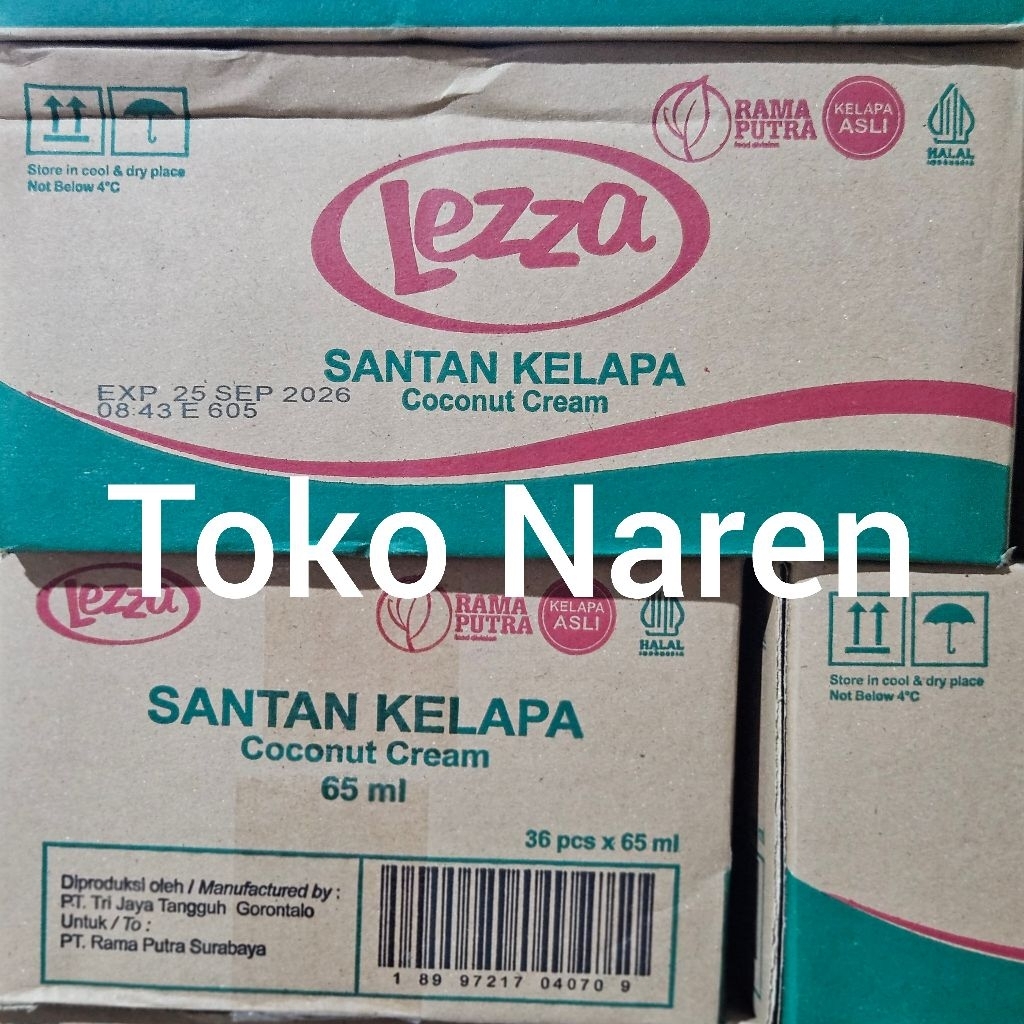 Store in cool & dry place
Not Below 4°C
RAMA
PUTRA
food division
KELAPA
ASLI
HALAL
INDONESIA
Lezza
SANTAN KELAPA
Coconut Cream
EXP 25 SEP 2026
08:43 E 605
Toko Naren
Lezza
RAMA
PUTRA
food division
KELAPA
ASLI
HALAL
INDONESIA
SANTAN KELAPA
Coconut Cream
65 ml
36 pcs x 65 ml
Diproduksi oleh / Manufactured by :
P.T. Tri Jaya Tangguh Gorontalo
Untuk / To :
PT. Rama Putra Surabaya
1 89 97217 04070 9
Store in cool & dry place
Not Below 4°C